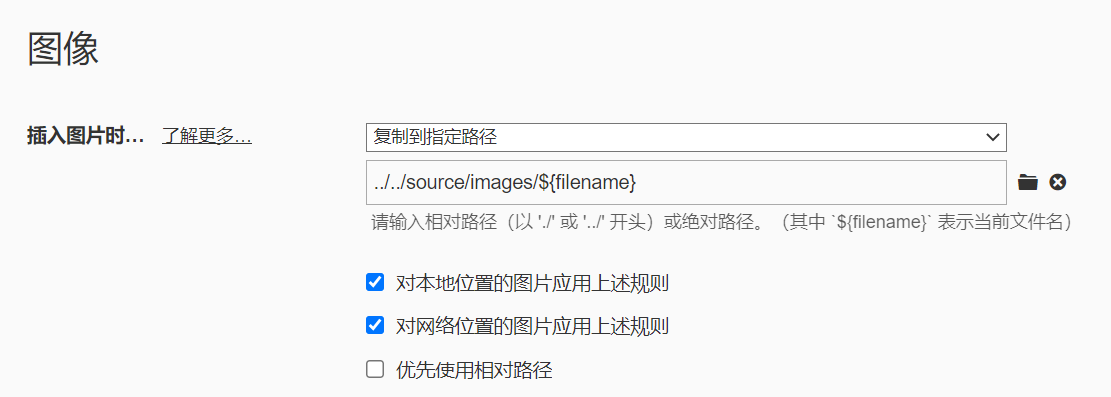 图像
插入图片时... 了解更多... 复制到指定路径
../../source/images/${filename}
请输入相对路径（以 './' 或 '../' 开头）或绝对路径。（其中 `${filename}` 表示当前文件名）
对本地位置的图片应用上述规则
对网络位置的图片应用上述规则
优先使用相对路径